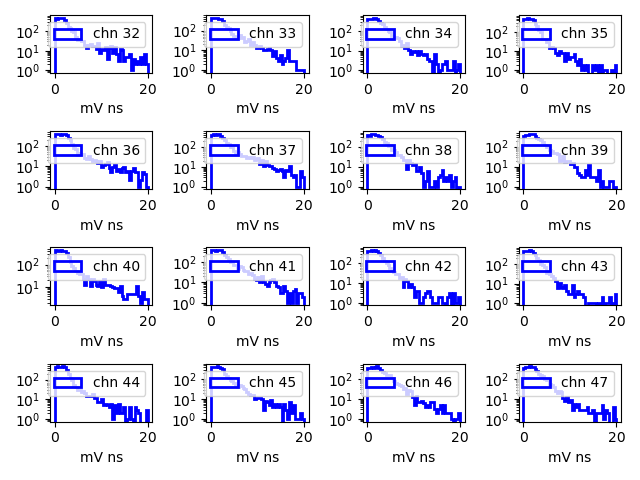 10² 10¹ 10⁰ chn 32 0 20 mV ns
10² 10¹ 10⁰ chn 33 0 20 mV ns
10² 10¹ 10⁰ chn 34 0 20 mV ns
10² 10¹ 10⁰ chn 35 0 20 mV ns
10² 10¹ 10⁰ chn 36 0 20 mV ns
10² 10¹ 10⁰ chn 37 0 20 mV ns
10² 10¹ 10⁰ chn 38 0 20 mV ns
10² 10¹ 10⁰ chn 39 0 20 mV ns
10² 10¹ chn 40 0 20 mV ns
10² 10¹ 10⁰ chn 41 0 20 mV ns
10² 10¹ 10⁰ chn 42 0 20 mV ns
10² 10¹ 10⁰ chn 43 0 20 mV ns
10² 10¹ 10⁰ chn 44 0 20 mV ns
10² 10¹ 10⁰ chn 45 0 20 mV ns
10² 10¹ 10⁰ chn 46 0 20 mV ns
10² 10¹ 10⁰ chn 47 0 20 mV ns